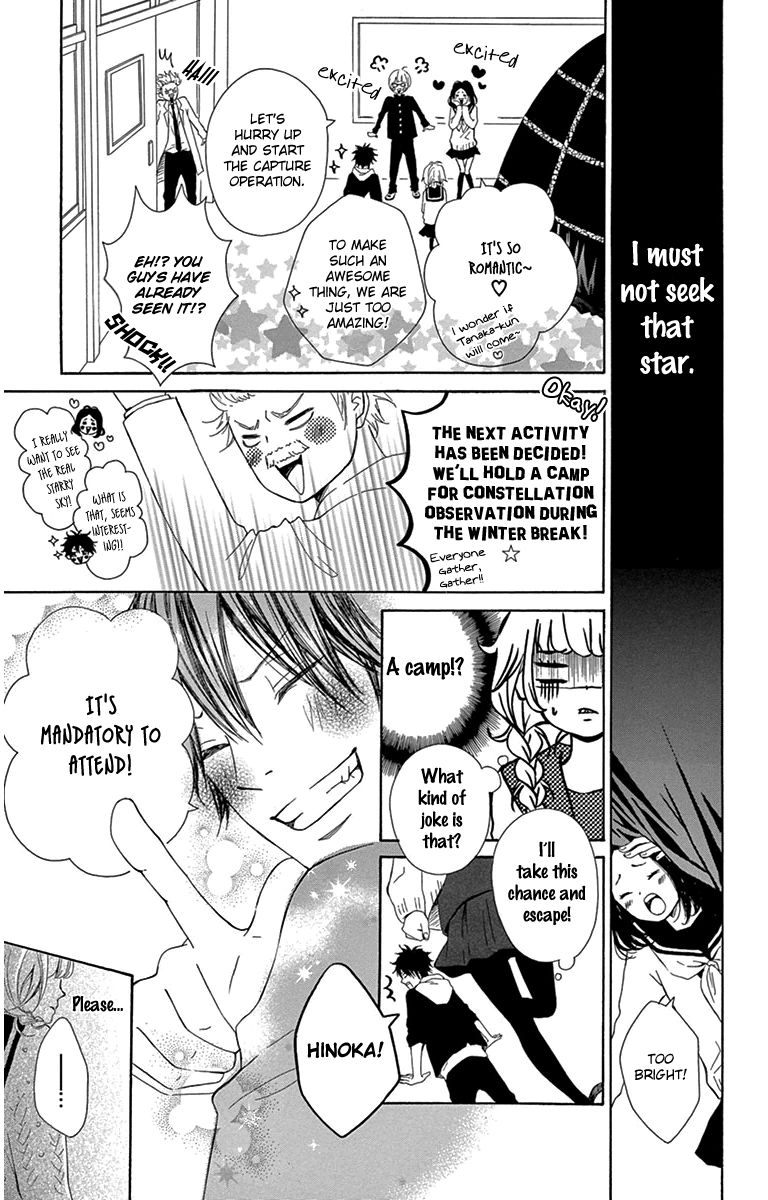 I must
not seek
that
star.
TOO
BRIGHT!
excited
excited
HA!!!
LET'S
HURRY UP
AND START
THE CAPTURE
OPERATION.
IT'S SO
ROMANTIC~
♡
I wonder if
Tanaka-kun
will come~
♡
TO MAKE
SUCH AN
AWESOME
THING, WE ARE
JUST TOO
AMAZING!
EH!? YOU
GUYS HAVE
ALREADY
SEEN IT!?
SHOCK!!
Okay!
THE NEXT ACTIVITY
HAS BEEN DECIDED!
WE'LL HOLD A CAMP
FOR CONSTELLATION
OBSERVATION DURING
THE WINTER BREAK!
Everyone
Gather,
Gather!!
☆
I REALLY
WANT TO SEE
THE REAL
STARRY
SKY!
WHAT IS
THAT, SEEMS
INTEREST-
ING!!
A camp!?
What
kind of
joke is
that?
IT'S
MANDATORY TO
ATTEND!
I'll
take this
chance and
escape!
HINOKA!
Please...
......